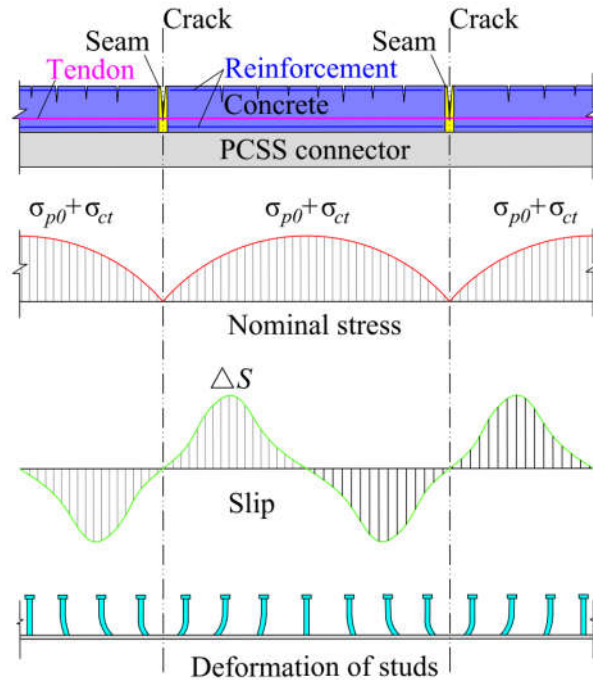 Crack Crack
Seam Seam
Tendon Reinforcement
Concrete
PCSS connector
σp0+σct σp0+σct σp0+σct
Nominal stress
△S
Slip
Deformation of studs